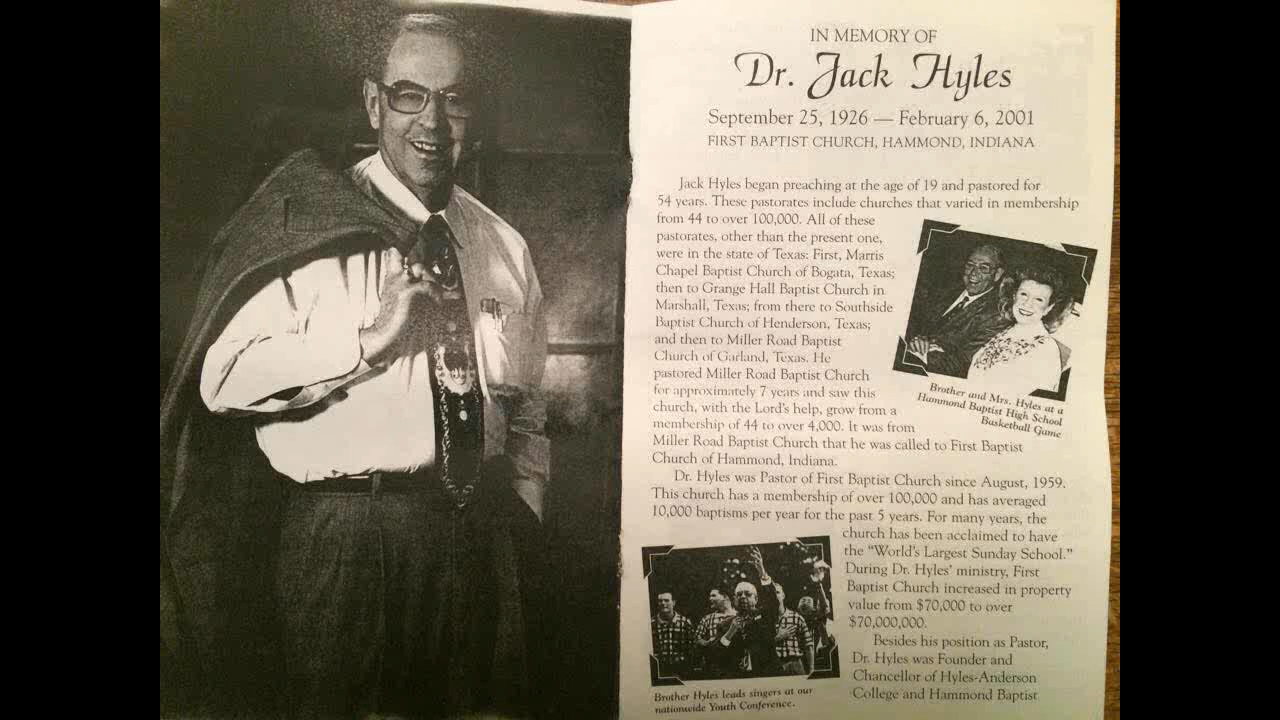 IN MEMORY OF
Dr. Jack Hyles
September 25, 1926 — February 6, 2001
FIRST BAPTIST CHURCH, HAMMOND, INDIANA
Jack Hyles began preaching at the age of 19 and pastored for
54 years. These pastorates include churches that varied in membership
from 44 to over 100,000. All of these
pastorates, other than the present one,
were in the state of Texas: First, Marris
Chapel Baptist Church of Bogata, Texas;
then to Grange Hall Baptist Church in
Marshall, Texas; from there to Southside
Baptist Church of Henderson, Texas;
and then to Miller Road Baptist
Church of Garland, Texas. He
pastored Miller Road Baptist Church
for approximately 7 years and saw this
church, with the Lord's help, grow from a
membership of 44 to over 4,000. It was from
Miller Road Baptist Church that he was called to First Baptist
Church of Hammond, Indiana.
Brother and Mrs. Hyles at a
Hammond Baptist High School
Basketball Game
Dr. Hyles was Pastor of First Baptist Church since August, 1959.
This church has a membership of over 100,000 and has averaged
10,000 baptisms per year for the past 5 years. For many years, the
church has been acclaimed to have
the “World's Largest Sunday School.”
During Dr. Hyles' ministry, First
Baptist Church increased in property
value from $70,000 to over
$70,000,000.
Besides his position as Pastor,
Dr. Hyles was Founder and
Chancellor of Hyles-Anderson
College and Hammond Baptist
Brother Hyles leads singers at our
nationwide Youth Conference.